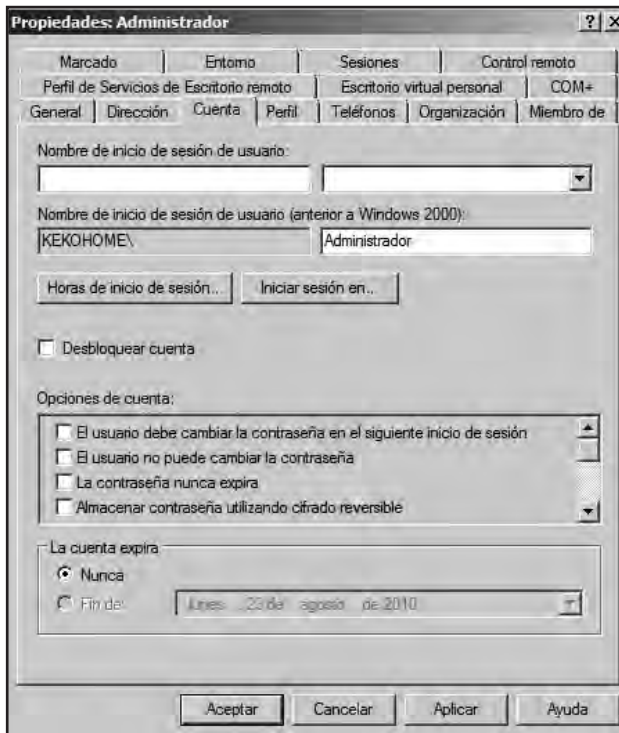 Propiedades: Administrador
Marcado Entorno Sesiones Control remoto
Perfil de Servicios de Escritorio remoto Escritorio virtual personal COM+
General Dirección Cuenta Perfil Teléfonos Organización Miembro de
Nombre de inicio de sesión de usuario:
Nombre de inicio de sesión de usuario (anterior a Windows 2000):
KEKOHOME\ Administrador
Horas de inicio de sesión... Iniciar sesión en...
Desbloquear cuenta
Opciones de cuenta:
El usuario debe cambiar la contraseña en el siguiente inicio de sesión
El usuario no puede cambiar la contraseña
La contraseña nunca expira
Almacenar contraseña utilizando cifrado reversible
La cuenta expira
Nunca
Fin de: lunes , 23 de agosto de 2010
Aceptar Cancelar Aplicar Ayuda